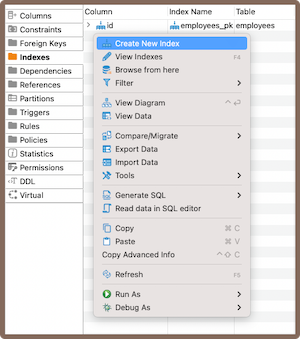 Columns
Constraints
Foreign Keys
Indexes
Dependencies
References
Partitions
Triggers
Rules
Policies
Statistics
Permissions
DDL
Virtual
Column Index Name Table
id employees_pk employees
Create New Index
View Indexes F4
Browse from here
Filter
View Diagram ^ ⏎
View Data
Compare/Migrate
Export Data
Import Data
Tools
Generate SQL
Read data in SQL editor
Copy ⌘ C
Paste ⌘ V
Copy Advanced Info ^ ⇧ C
Refresh F5
Run As
Debug As